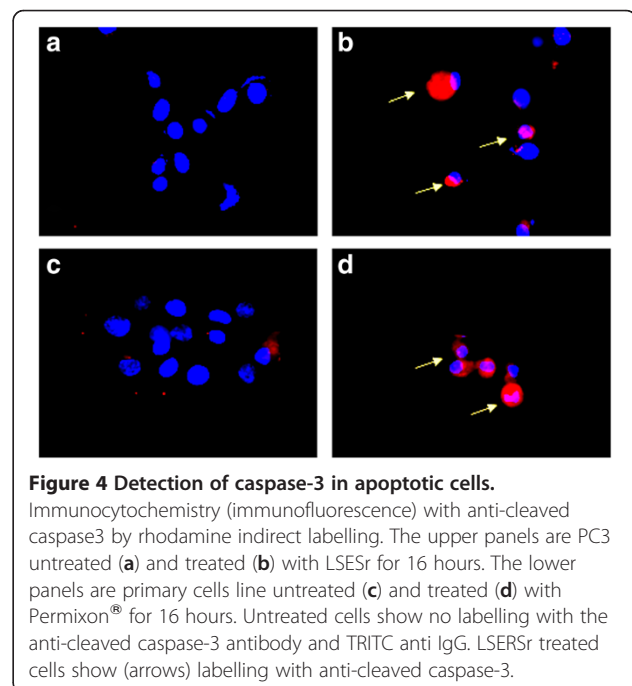 a
b
c
d
Figure 4 Detection of caspase-3 in apoptotic cells.
Immunocytochemistry (immunofluorescence) with anti-cleaved
caspase3 by rhodamine indirect labelling. The upper panels are PC3
untreated (a) and treated (b) with LSESr for 16 hours. The lower
panels are primary cells line untreated (c) and treated (d) with
Permixon® for 16 hours. Untreated cells show no labelling with the
anti-cleaved caspase-3 antibody and TRITC anti IgG. LSERSr treated
cells show (arrows) labelling with anti-cleaved caspase-3.